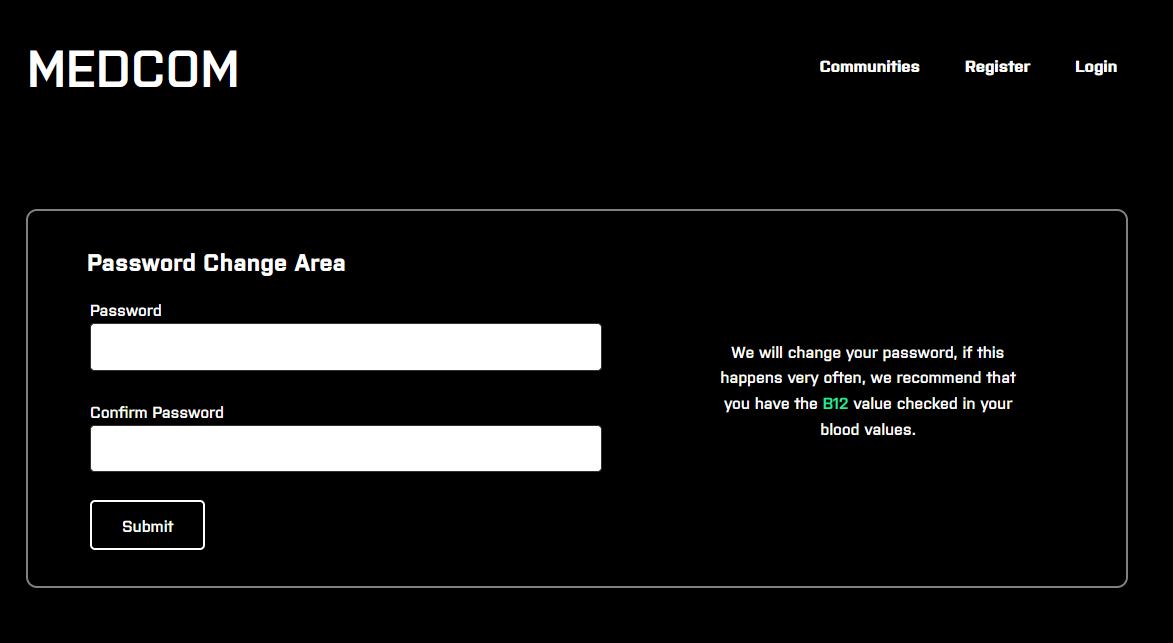 MEDCOM
Communities Register Login
Password Change Area
Password
Confirm Password
Submit
We will change your password, if this
happens very often, we recommend that
you have the B12 value checked in your
blood values.